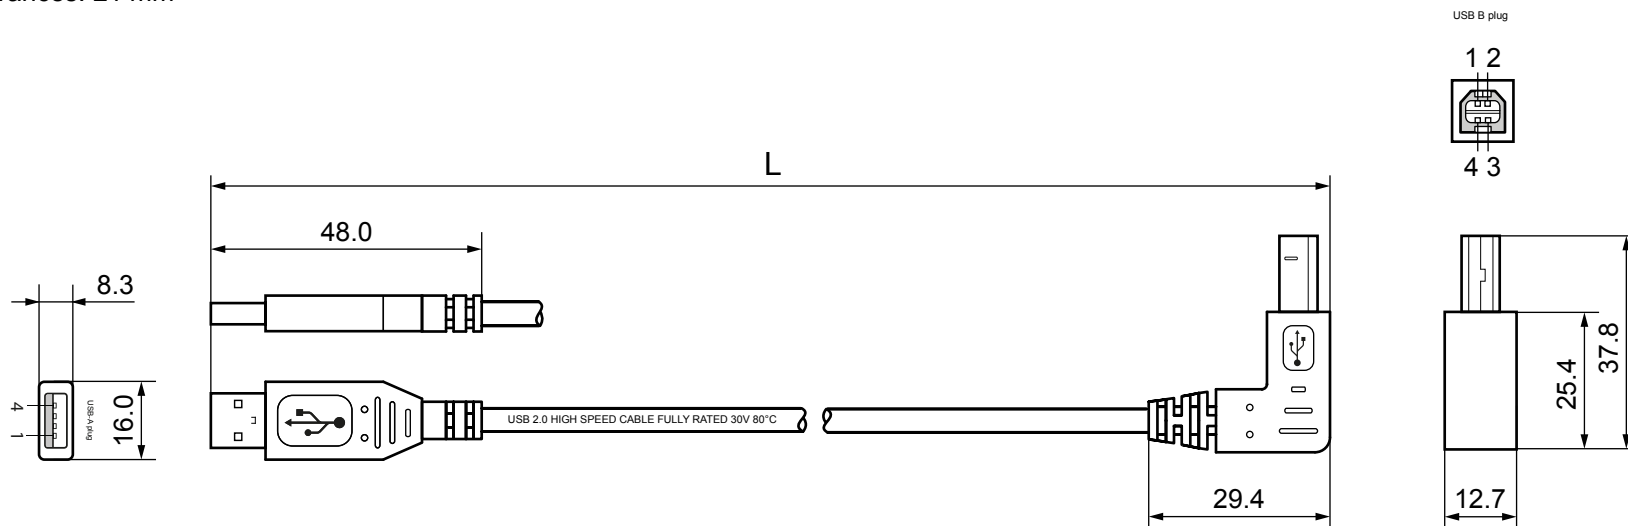 USB B plug
1 2
4 3
L
48.0
8.3
4
1
USB-A plug
16.0
USB 2.0 HIGH SPEED CABLE FULLY RATED 30V 80°C
25.4
37.8
29.4
12.7